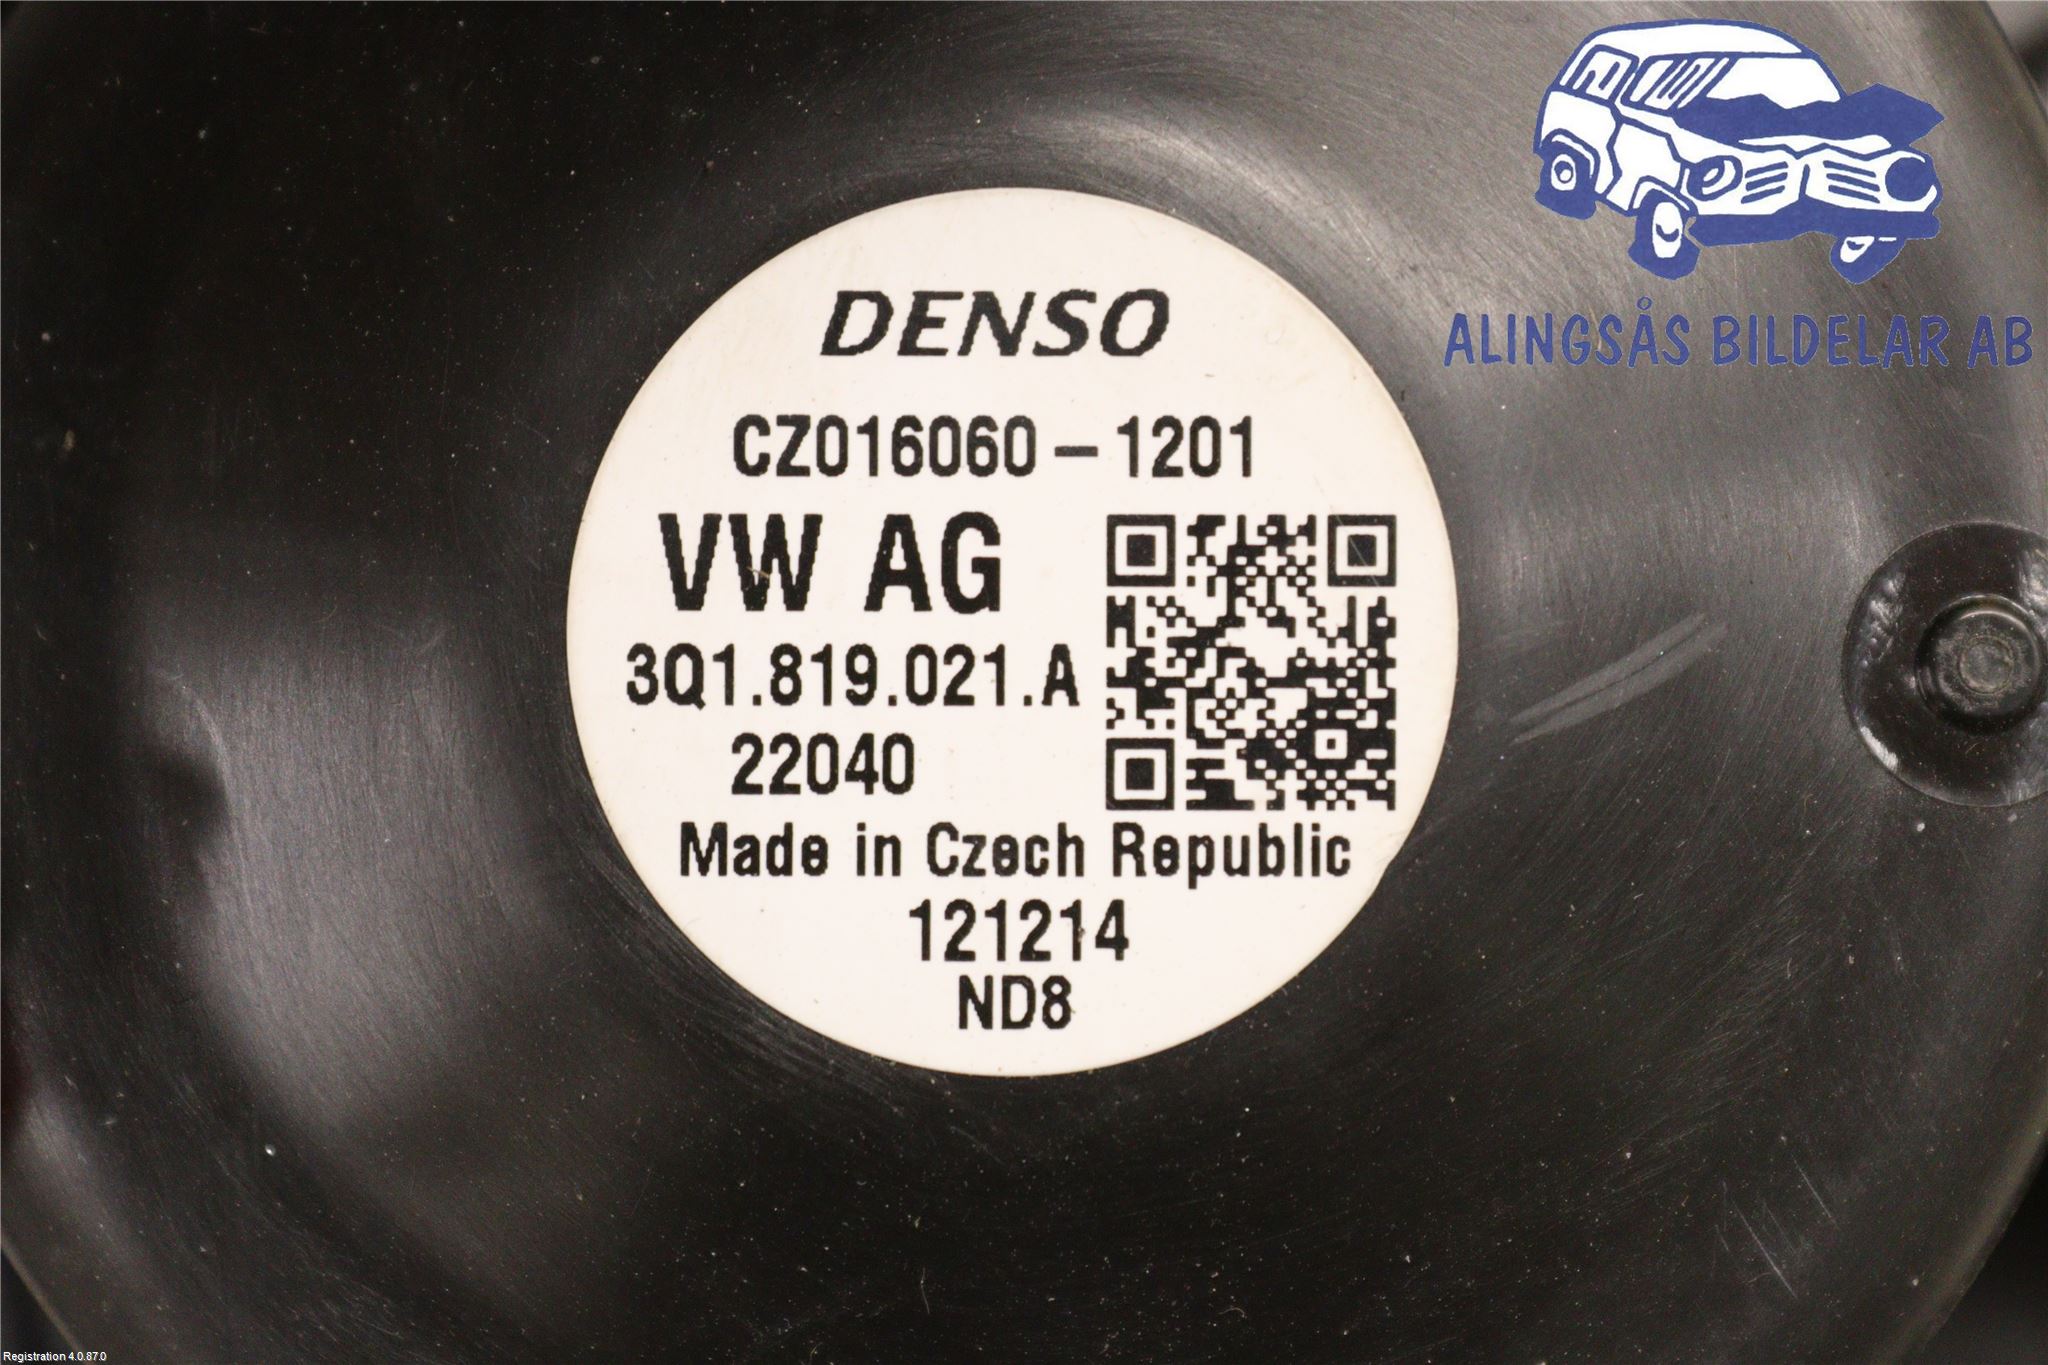 DENSO
CZ016060-1201
VW AG
3Q1.819.021.A
22040
Made in Czech Republic
121214
ND8
ALINGSÅS BILDELAR AB
Registration 4.0.87.0